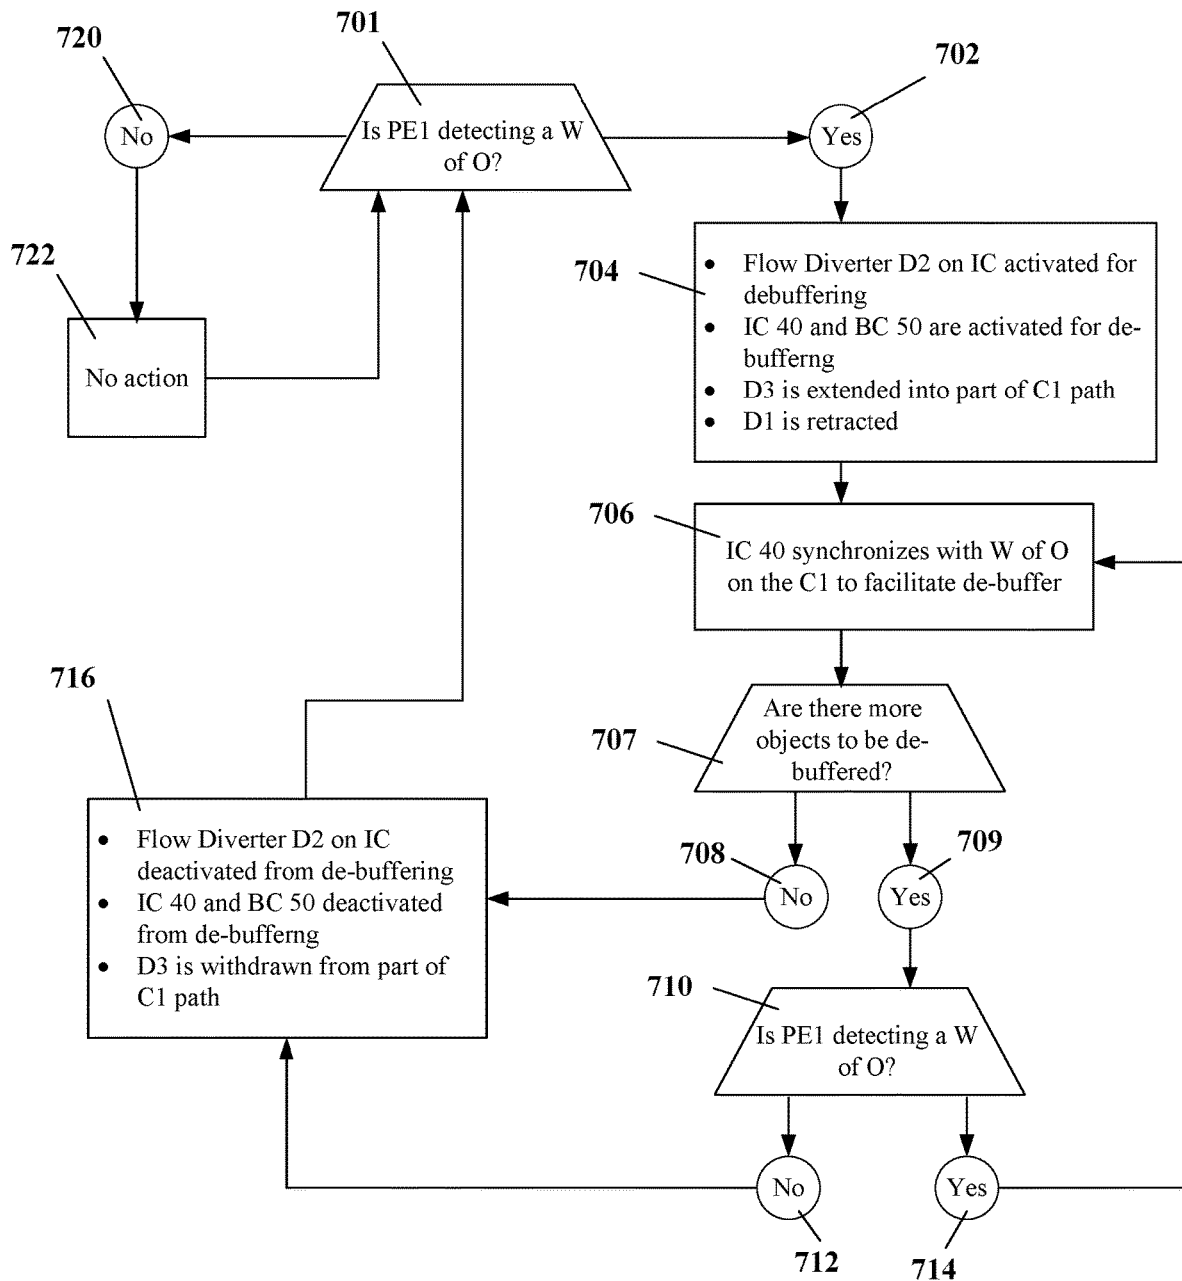 720
701
702
No
Is PE1 detecting a W
of O?
Yes
722
No action
704
• Flow Diverter D2 on IC activated for
debuffering
• IC 40 and BC 50 are activated for de-
bufferng
• D3 is extended into part of C1 path
• D1 is retracted
706
IC 40 synchronizes with W of O
on the C1 to facilitate de-buffer
716
707
Are there more
objects to be de-
buffered?
• Flow Diverter D2 on IC
deactivated from de-buffering
• IC 40 and BC 50 deactivated
from de-bufferng
• D3 is withdrawn from part of
C1 path
708
709
No
Yes
710
Is PE1 detecting a W
of O?
No
Yes
712
714